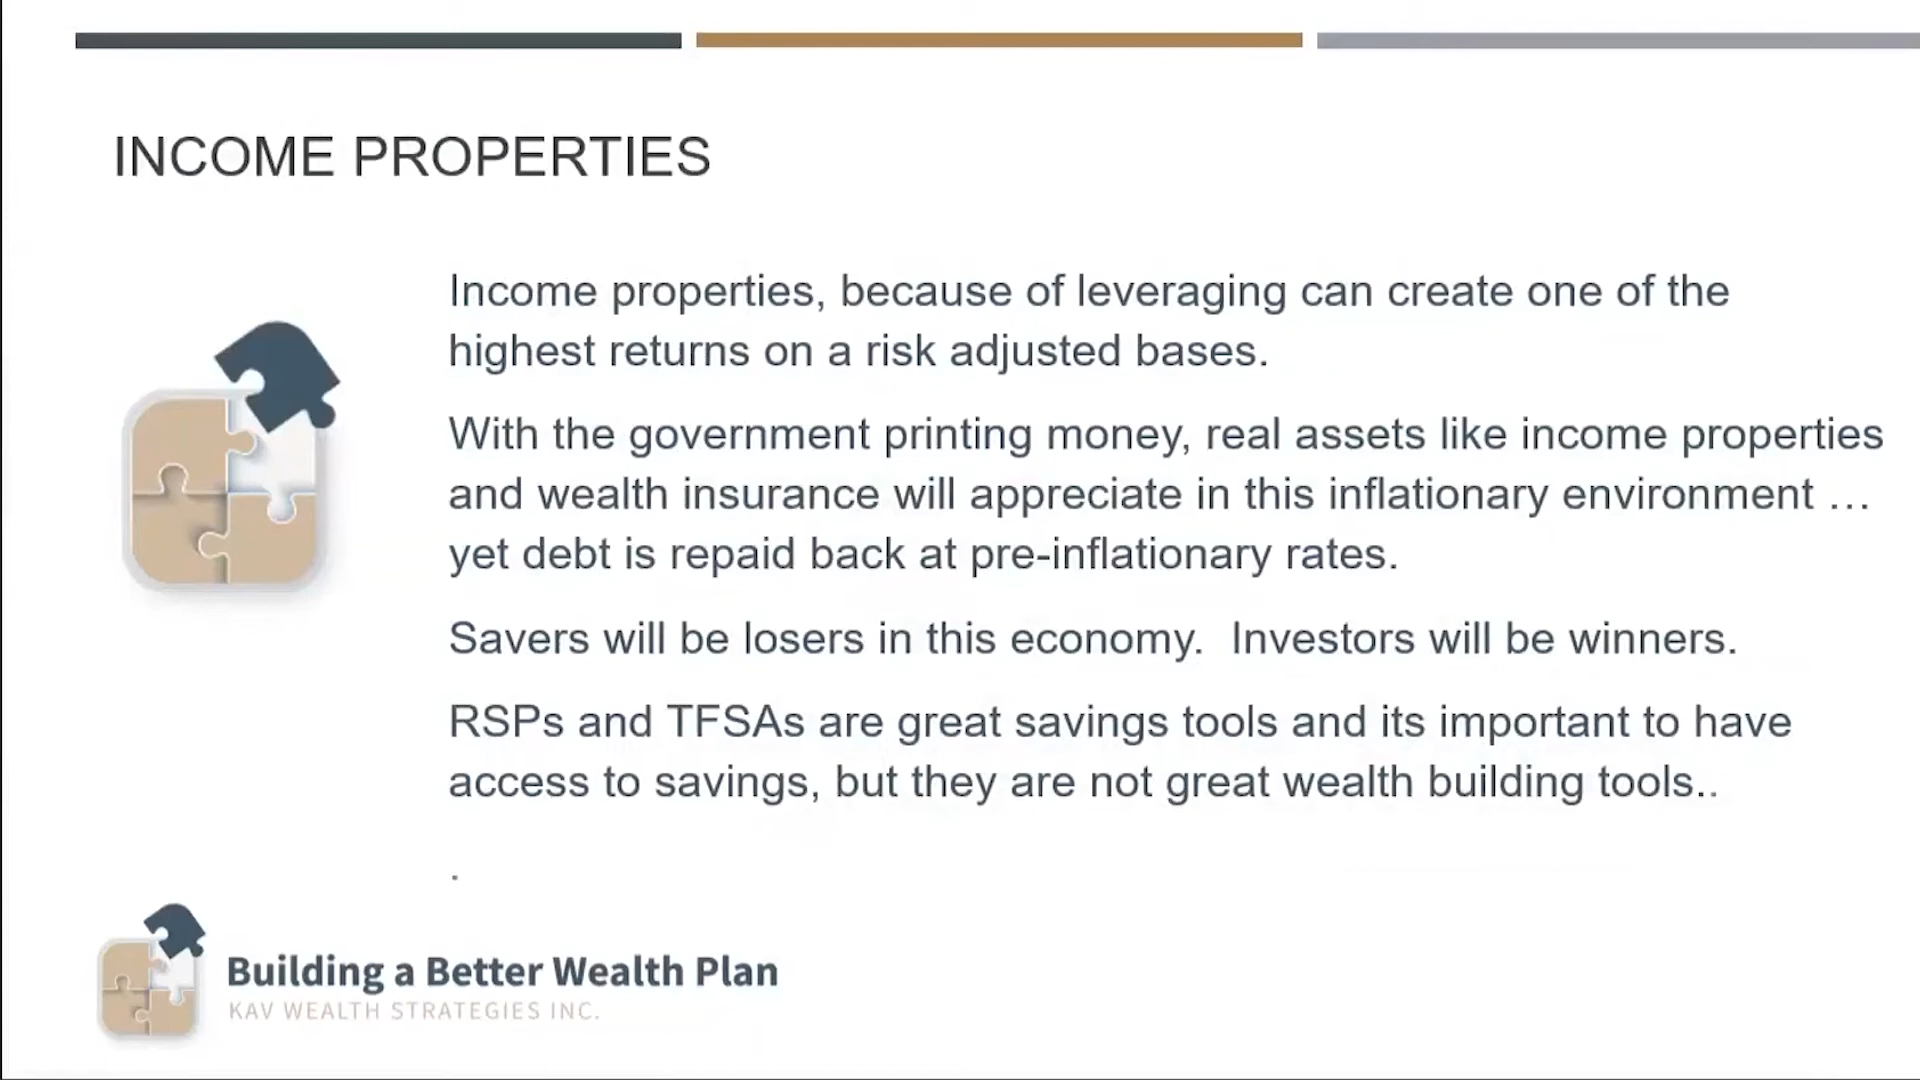 INCOME PROPERTIES
Income properties, because of leveraging can create one of the
highest returns on a risk adjusted bases.
With the government printing money, real assets like income properties
and wealth insurance will appreciate in this inflationary environment …
yet debt is repaid back at pre-inflationary rates.
Savers will be losers in this economy.  Investors will be winners.
RSPs and TFSAs are great savings tools and its important to have
access to savings, but they are not great wealth building tools..
.
Building a Better Wealth Plan
KAV WEALTH STRATEGIES INC.